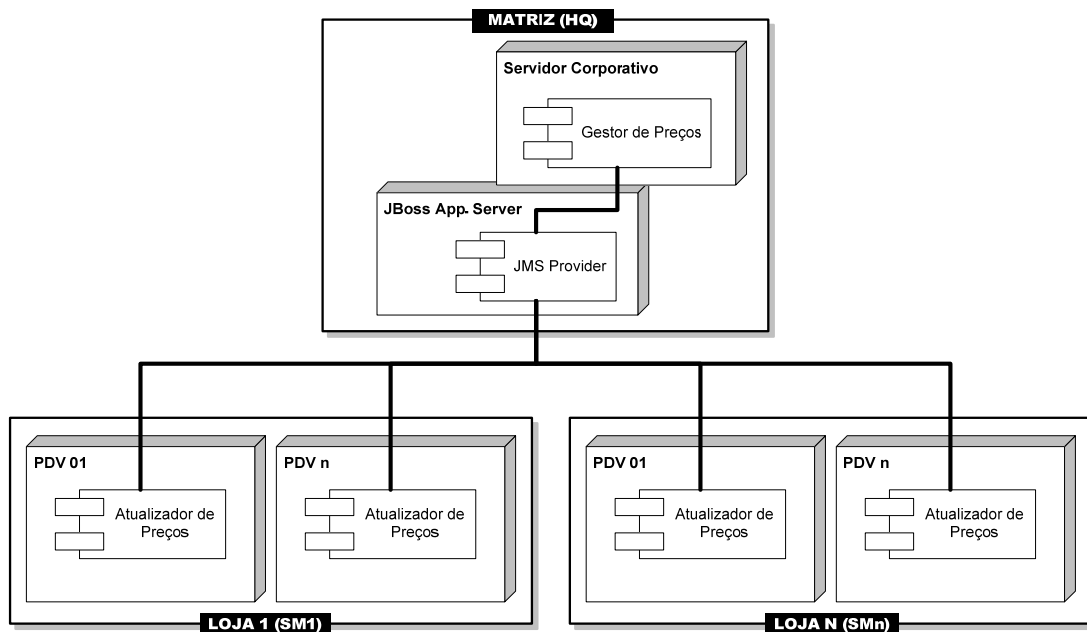 MATRIZ (HQ)
Servidor Corporativo
Gestor de Preços
JBoss App. Server
JMS Provider
PDV 01
Atualizador de
Preços
PDV n
Atualizador de
Preços
LOJA 1 (SM1)
PDV 01
Atualizador de
Preços
PDV n
Atualizador de
Preços
LOJA N (SMn)